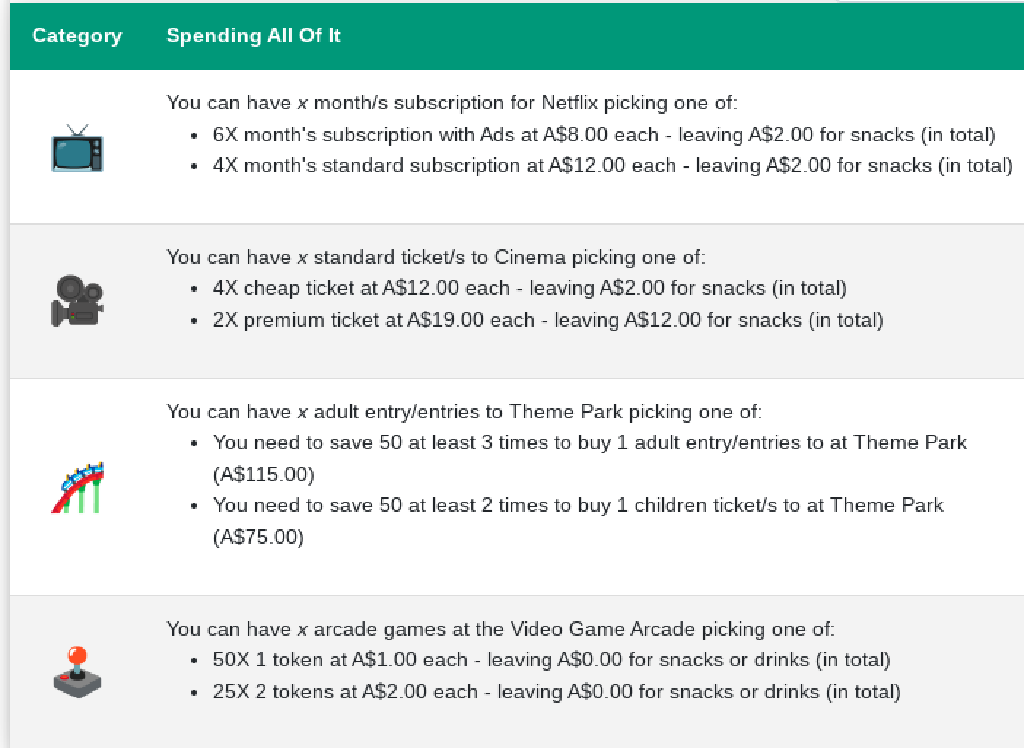 Category Spending All Of It
You can have x month/s subscription for Netflix picking one of:
• 6X month's subscription with Ads at A$8.00 each - leaving A$2.00 for snacks (in total)
• 4X month's standard subscription at A$12.00 each - leaving A$2.00 for snacks (in total)
You can have x standard ticket/s to Cinema picking one of:
• 4X cheap ticket at A$12.00 each - leaving A$2.00 for snacks (in total)
• 2X premium ticket at A$19.00 each - leaving A$12.00 for snacks (in total)
You can have x adult entry/entries to Theme Park picking one of:
• You need to save 50 at least 3 times to buy 1 adult entry/entries to at Theme Park
(A$115.00)
• You need to save 50 at least 2 times to buy 1 children ticket/s to at Theme Park
(A$75.00)
You can have x arcade games at the Video Game Arcade picking one of:
• 50X 1 token at A$1.00 each - leaving A$0.00 for snacks or drinks (in total)
• 25X 2 tokens at A$2.00 each - leaving A$0.00 for snacks or drinks (in total)